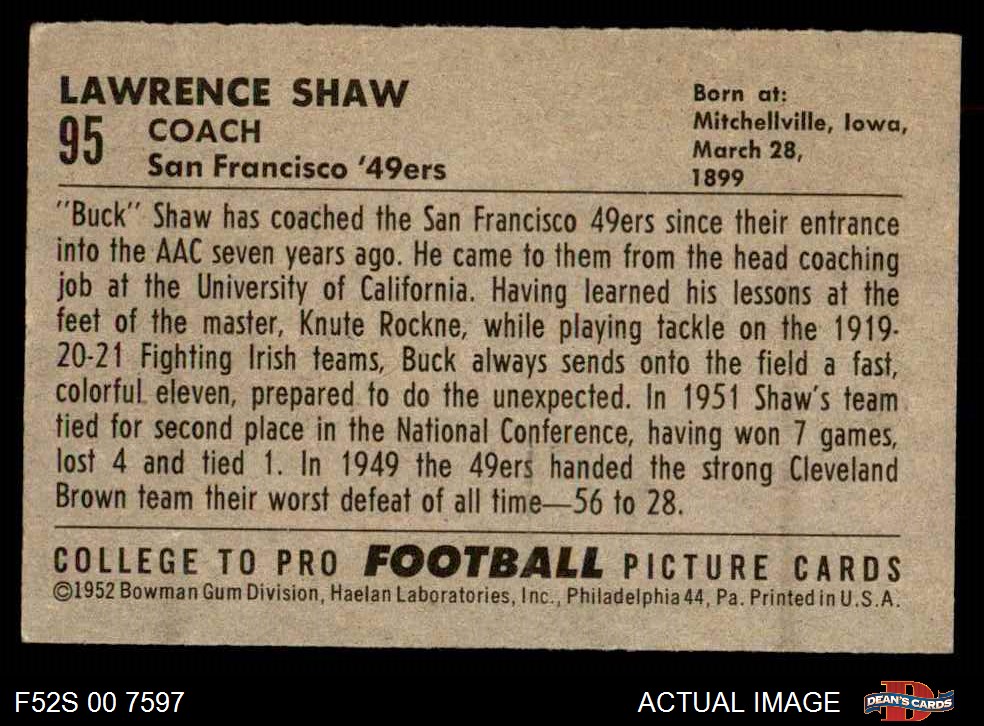 LAWRENCE SHAW
95 COACH
San Francisco '49ers
Born at:
Mitchellville, Iowa,
March 28,
1899
"Buck" Shaw has coached the San Francisco 49ers since their entrance
into the AAC seven years ago. He came to them from the head coaching
job at the University of California. Having learned his lessons at the
feet of the master, Knute Rockne, while playing tackle on the 1919-
20-21 Fighting Irish teams, Buck always sends onto the field a fast,
colorful eleven, prepared to do the unexpected. In 1951 Shaw's team
tied for second place in the National Conference, having won 7 games,
lost 4 and tied 1. In 1949 the 49ers handed the strong Cleveland
Brown team their worst defeat of all time—56 to 28.
COLLEGE TO PRO FOOTBALL PICTURE CARDS
©1952 Bowman Gum Division, Haelan Laboratories, Inc., Philadelphia 44, Pa. Printed in U.S.A.
F52S 00 7597
ACTUAL IMAGE
DEAN'S CARDS